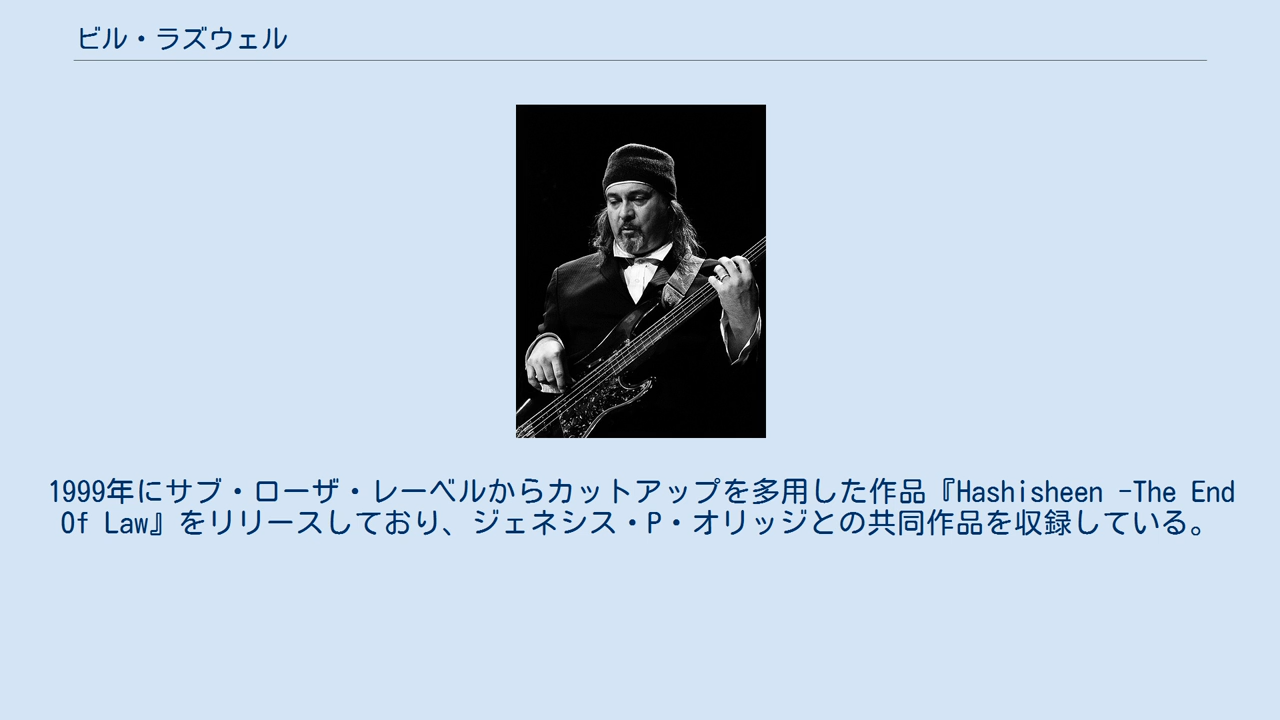 ビル・ラズウェル
1999年にサブ・ローザ・レーベルからカットアップを多用した作品『Hashisheen -The End
Of Law』をリリースしており、ジェネシス・P・オリッジとの共同作品を収録している。